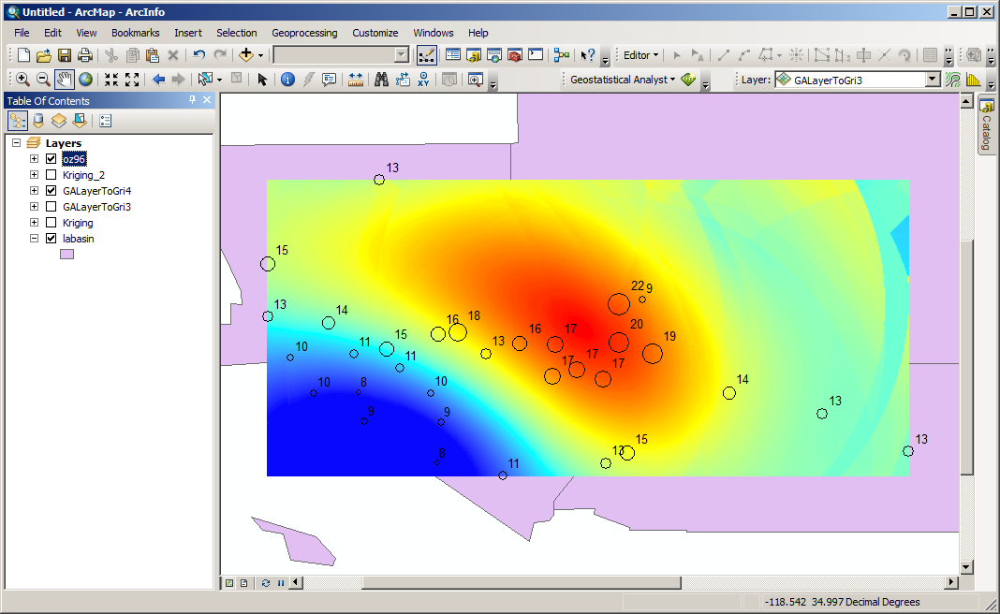 Untitled - ArcMap - ArcInfo
File Edit View Bookmarks Insert Selection Geoprocessing Customize Windows Help
Editor
Geostatistical Analyst Layer: GALayerToGri3
Table Of Contents
Layers
oz96
Kriging_2
GALayerToGri4
GALayerToGri3
Kriging
labasin
Catalog
13
15
22 9
13
14
16 18
20
19
15
13
16
17
10
11
11
17
17
17
10
8
10
14
9
9
13
8
11
13
15
13
-118.542 34.997 Decimal Degrees